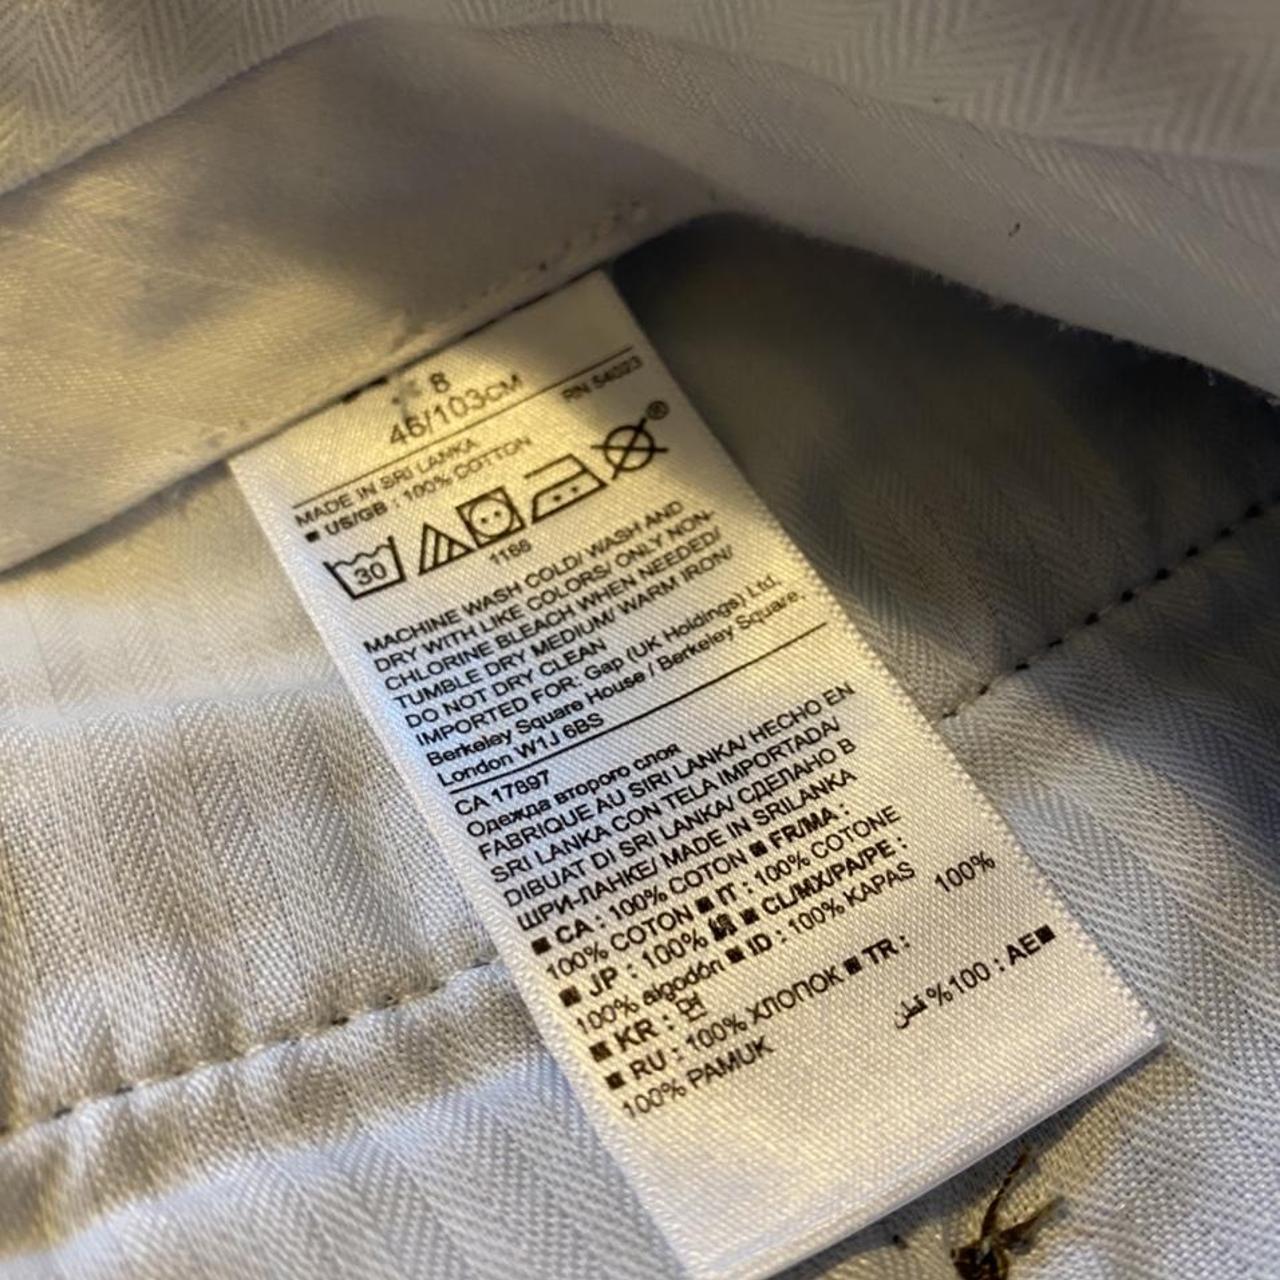 8
46/103CM
MADE IN SRI LANKA
RN 54023
■ US/GB : 100% COTTON
30
®
1166
MACHINE WASH COLD/ WASH AND
DRY WITH LIKE COLORS/ ONLY NON-
CHLORINE BLEACH WHEN NEEDED/
TUMBLE DRY MEDIUM/ WARM IRON/
DO NOT DRY CLEAN
IMPORTED FOR: Gap (UK Holdings) Ltd.
Berkeley Square House / Berkeley Square,
London W1J 6BS
CA 17897
Одежда второго слоя
FABRIQUE AU SIRI LANKA/ HECHO EN
SRI LANKA CON TELA IMPORTADA/
DIBUAT DI SRI LANKA/ СДЕЛАНО В
ШРИ-ЛАНКЕ/ MADE IN SRILANKA
■ CA : 100% COTON ■ FR/MA :
100% COTON ■ IT : 100% COTONE
■ JP : 100% 綿 ■ CL/MX/PA/PE :
100% algodón ■ ID : 100% KAPAS
■ KR : 면 100%
■ RU : 100% ХЛОПОК ■ TR :
100% PAMUK
■AE : 100% قطن